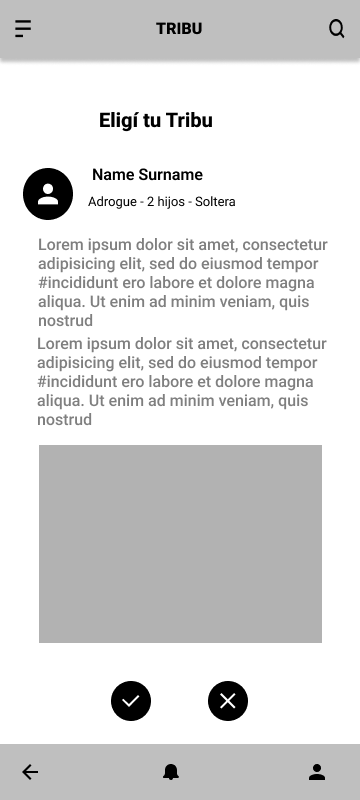 TRIBU
Eligí tu Tribu
Name Surname
Adrogue - 2 hijos - Soltera
Lorem ipsum dolor sit amet, consectetur
adipisicing elit, sed do eiusmod tempor
#incididunt ero labore et dolore magna
aliqua. Ut enim ad minim veniam, quis
nostrud
Lorem ipsum dolor sit amet, consectetur
adipisicing elit, sed do eiusmod tempor
#incididunt ero labore et dolore magna
aliqua. Ut enim ad minim veniam, quis
nostrud